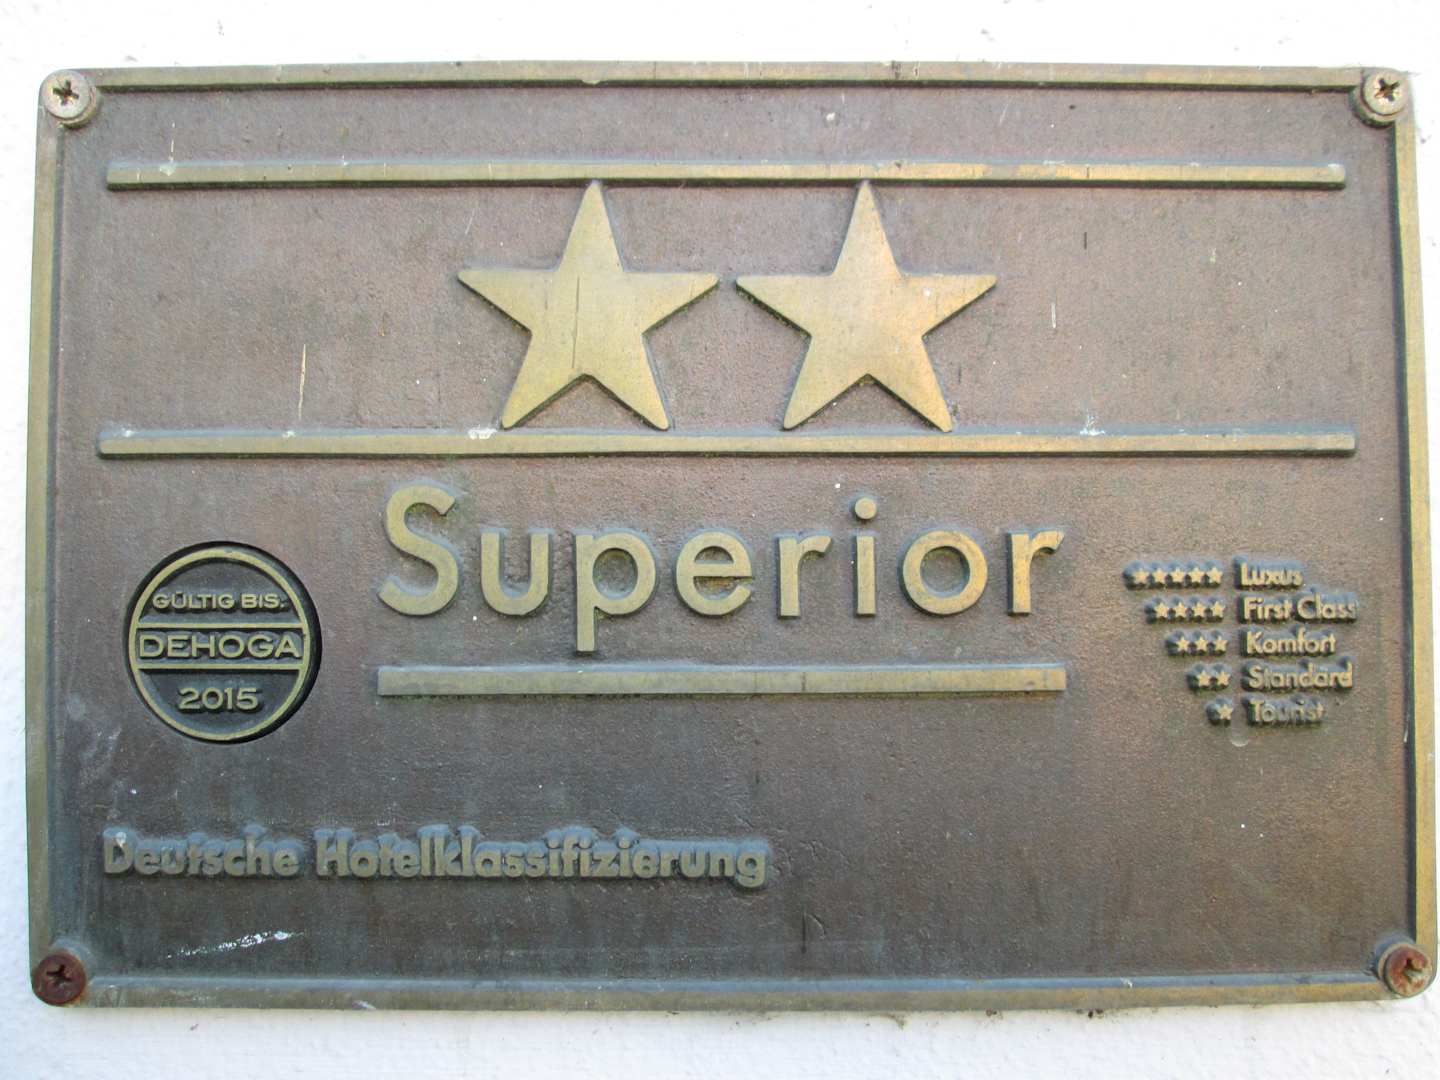 Superior
GÜLTIG BIS:
DEHOGA
2015
Luxus
First Class
Komfort
Standard
Tourist
Deutsche Hotelklassifizierung